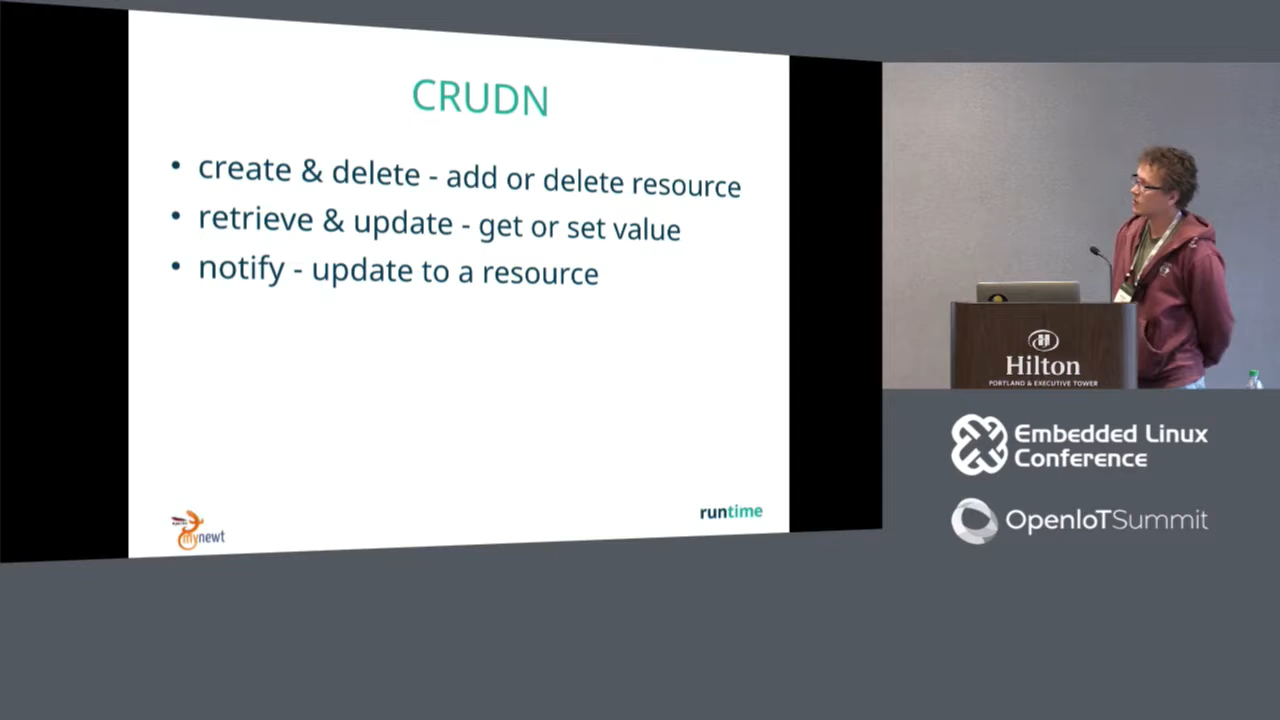 CRUDN
• create & delete - add or delete resource
• retrieve & update - get or set value
• notify - update to a resource
mynewt
runtime
Hilton
PORTLAND & EXECUTIVE TOWER
Embedded Linux
Conference
OpenIoTSummit